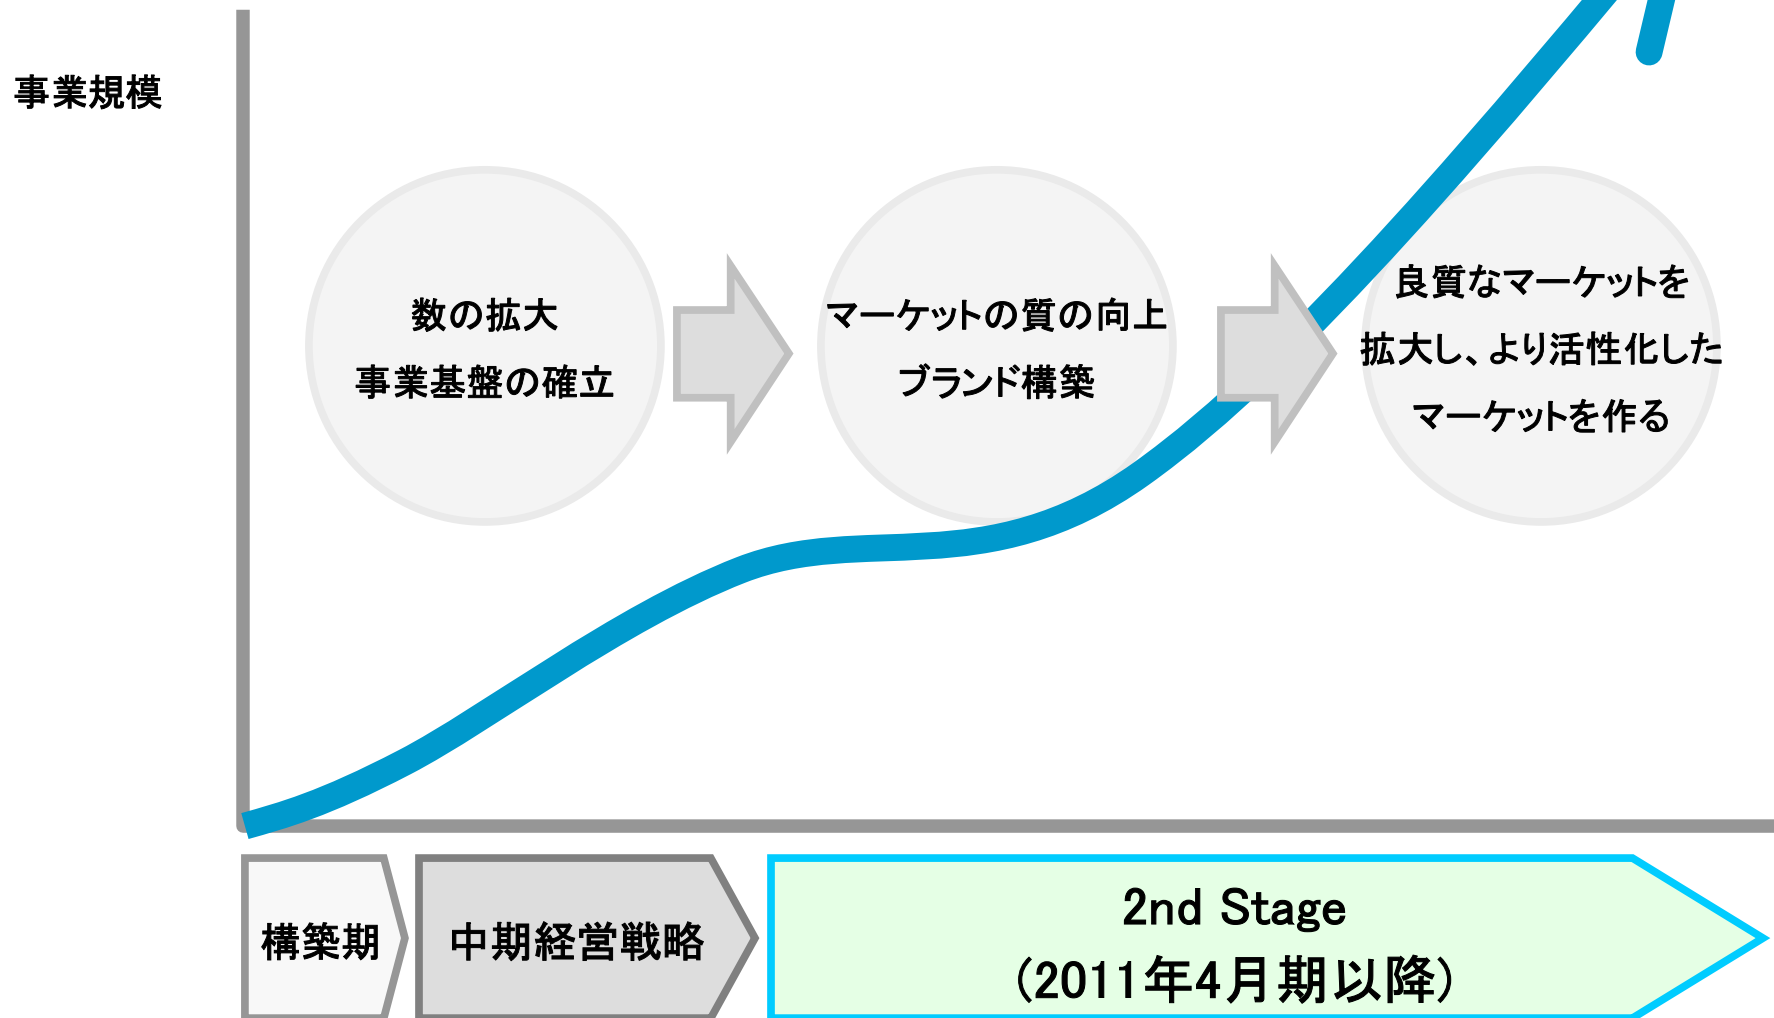 事業規模
数の拡大
事業基盤の確立
マーケットの質の向上
ブランド構築
良質なマーケットを
拡大し、より活性化した
マーケットを作る
構築期
中期経営戦略
2nd Stage
(2011年4月期以降)